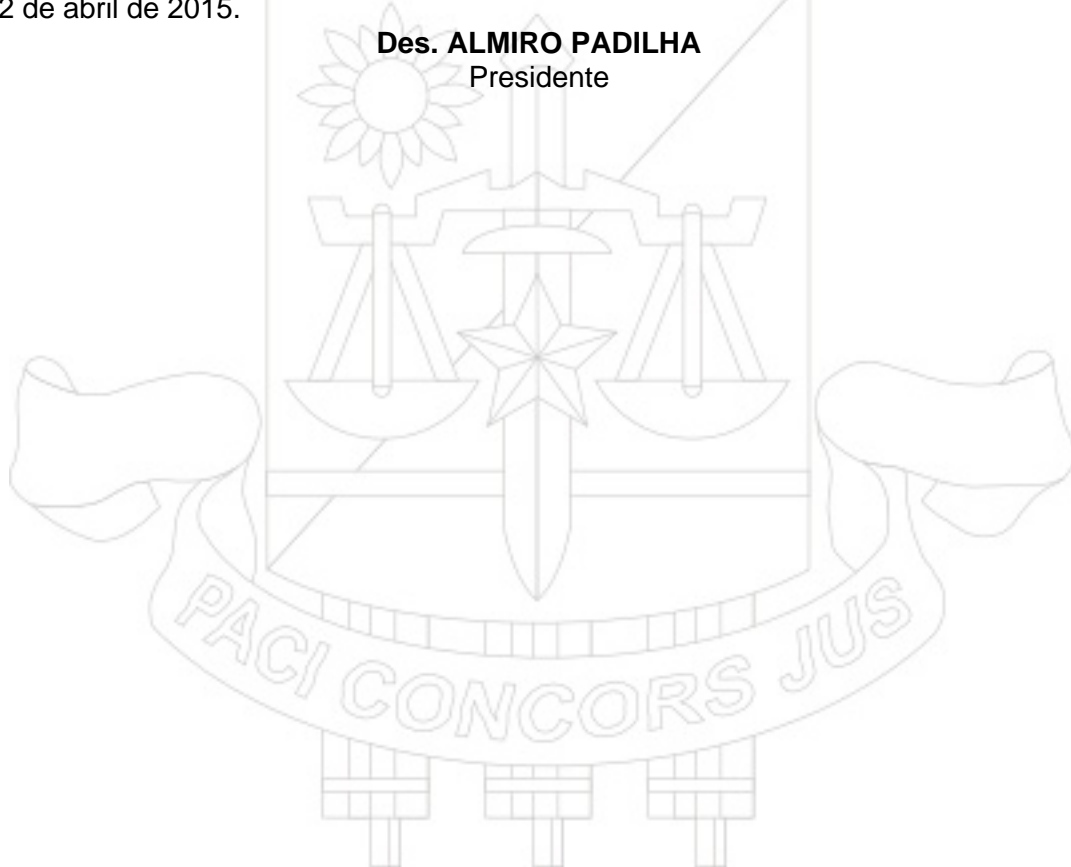 2 de abril de 2015.
Des. ALMIRO PADILHA
Presidente
PACI CONCORS JUS